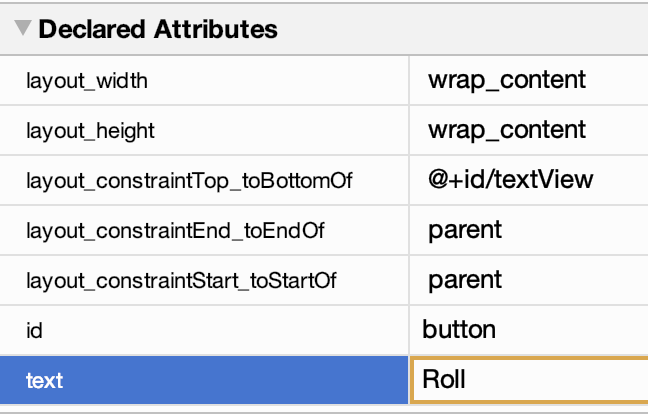 Declared Attributes
layout_width wrap_content
layout_height wrap_content
layout_constraintTop_toBottomOf @+id/textView
layout_constraintEnd_toEndOf parent
layout_constraintStart_toStartOf parent
id button
text Roll